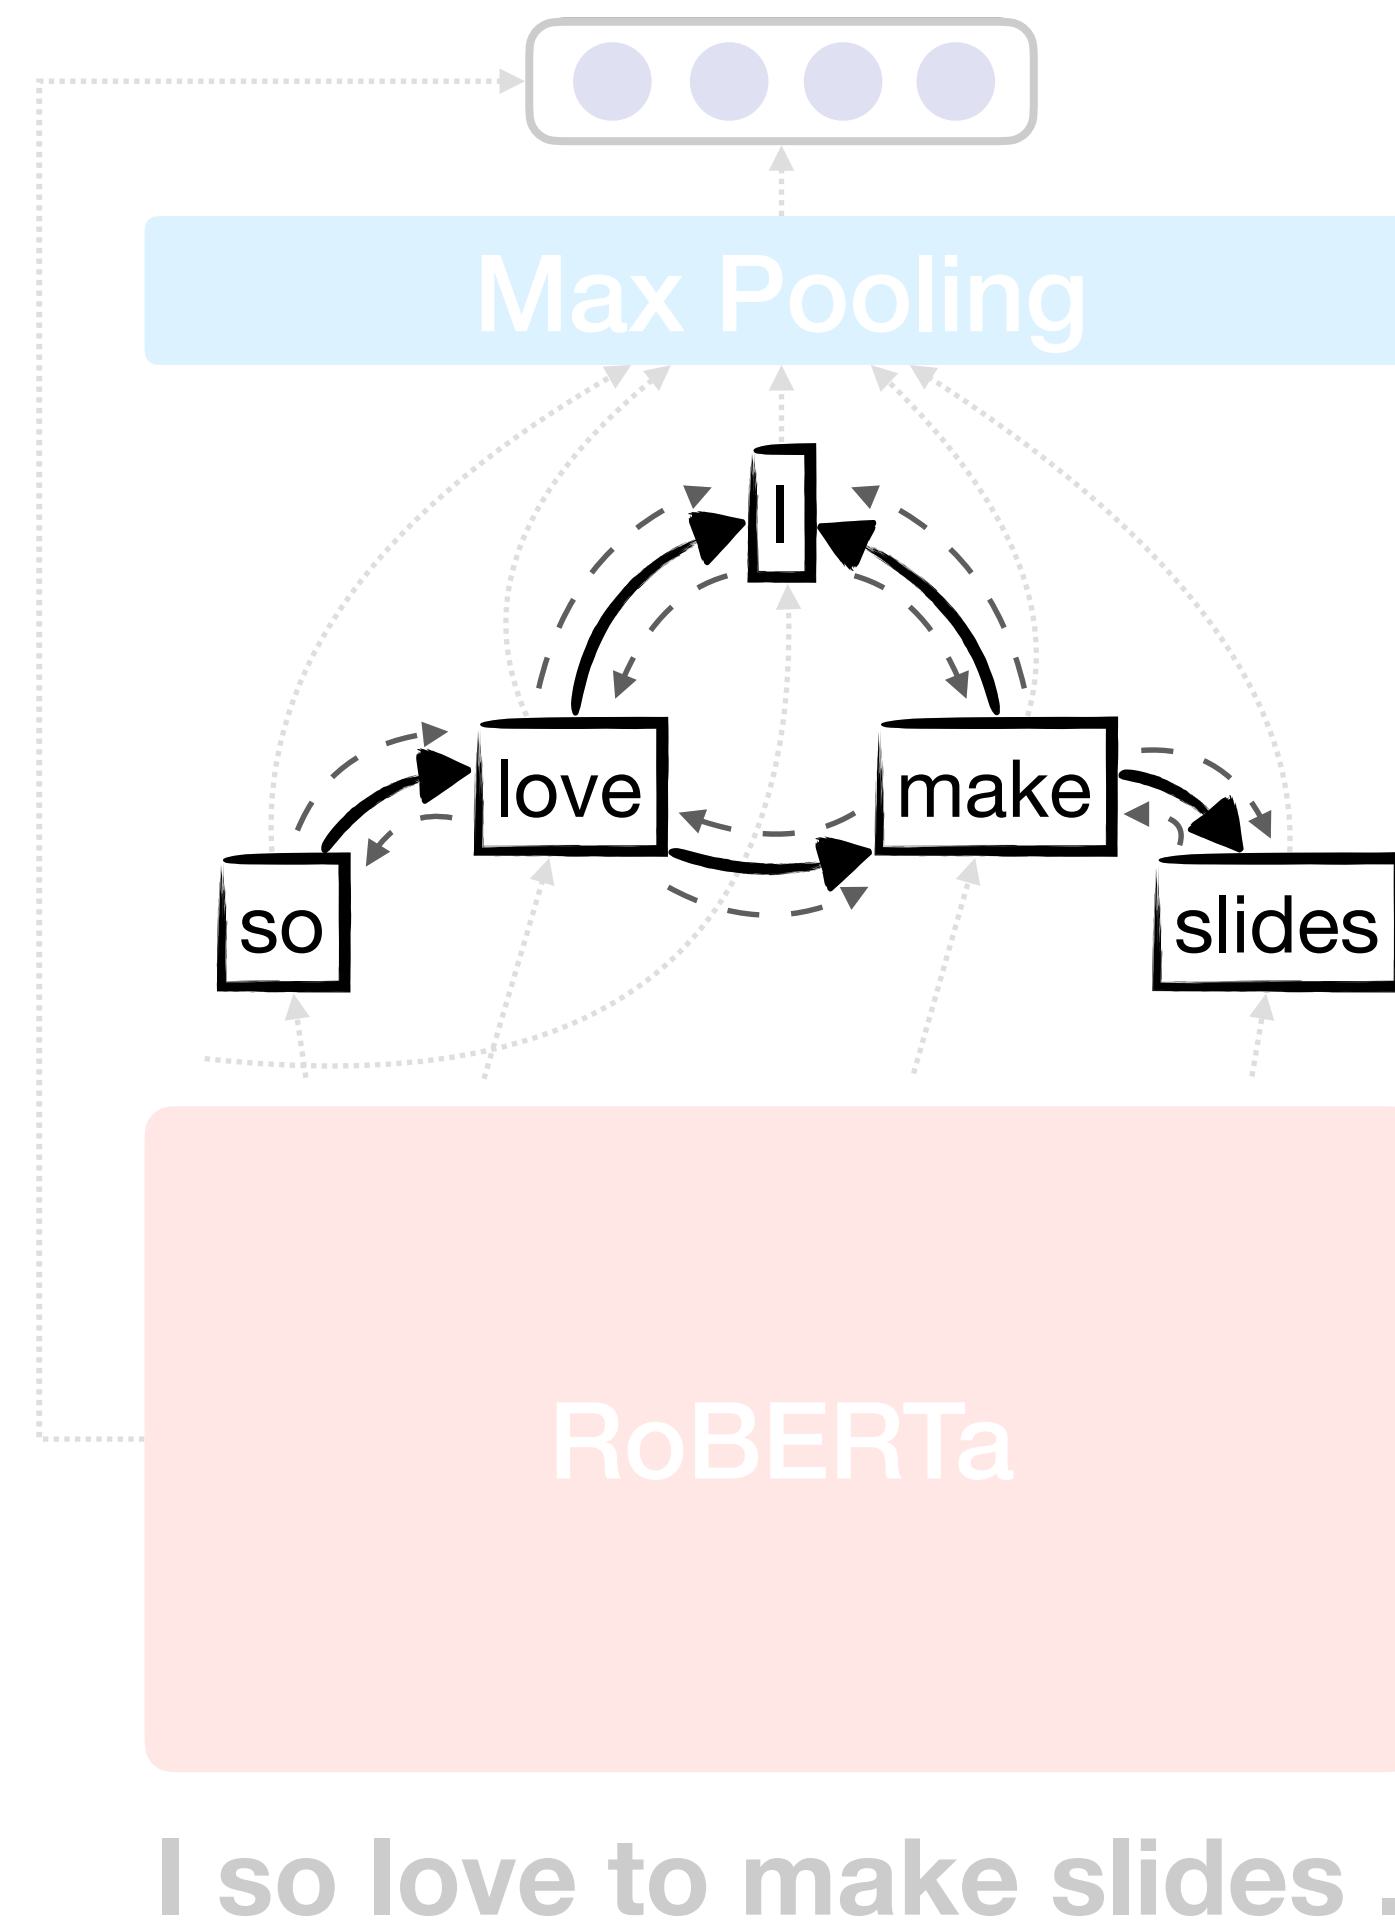 Max Pooling
I
love
make
so
slides
RoBERTa
I so love to make slides .